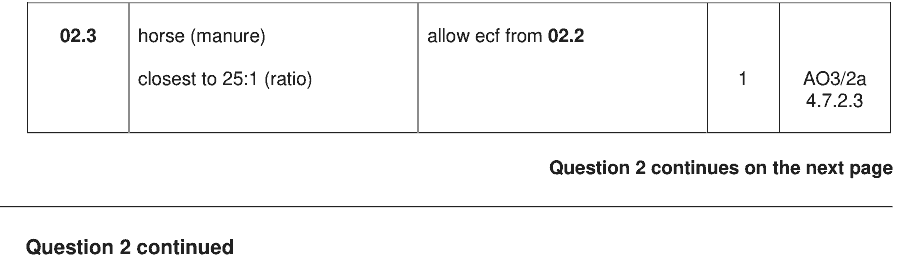 02.3 horse (manure) allow ecf from 02.2
closest to 25:1 (ratio) 1 AO3/2a
4.7.2.3
Question 2 continues on the next page
Question 2 continued